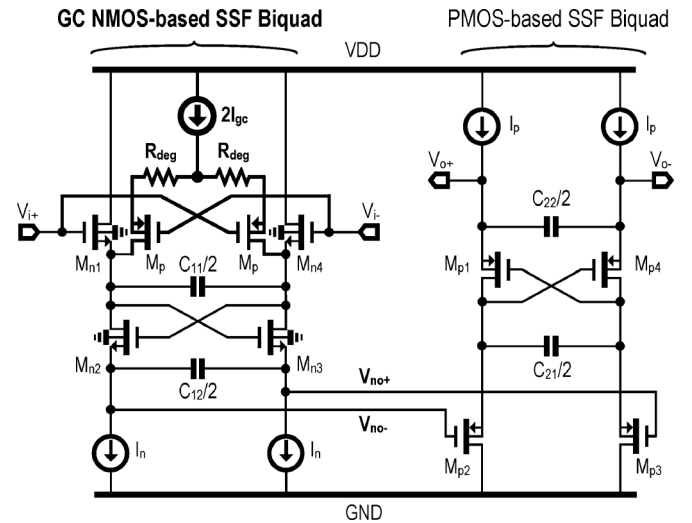 GC NMOS-based SSF Biquad
PMOS-based SSF Biquad
VDD
2Igc
Ip
Ip
Rdeg
Rdeg
Vo+
Vo-
C22/2
Vi+
Vi-
Mn1
Mp
Mp
Mn4
Mp1
Mp4
C11/2
Mn2
Mn3
C21/2
C12/2
Vno+
Vno-
In
In
Mp2
Mp3
GND